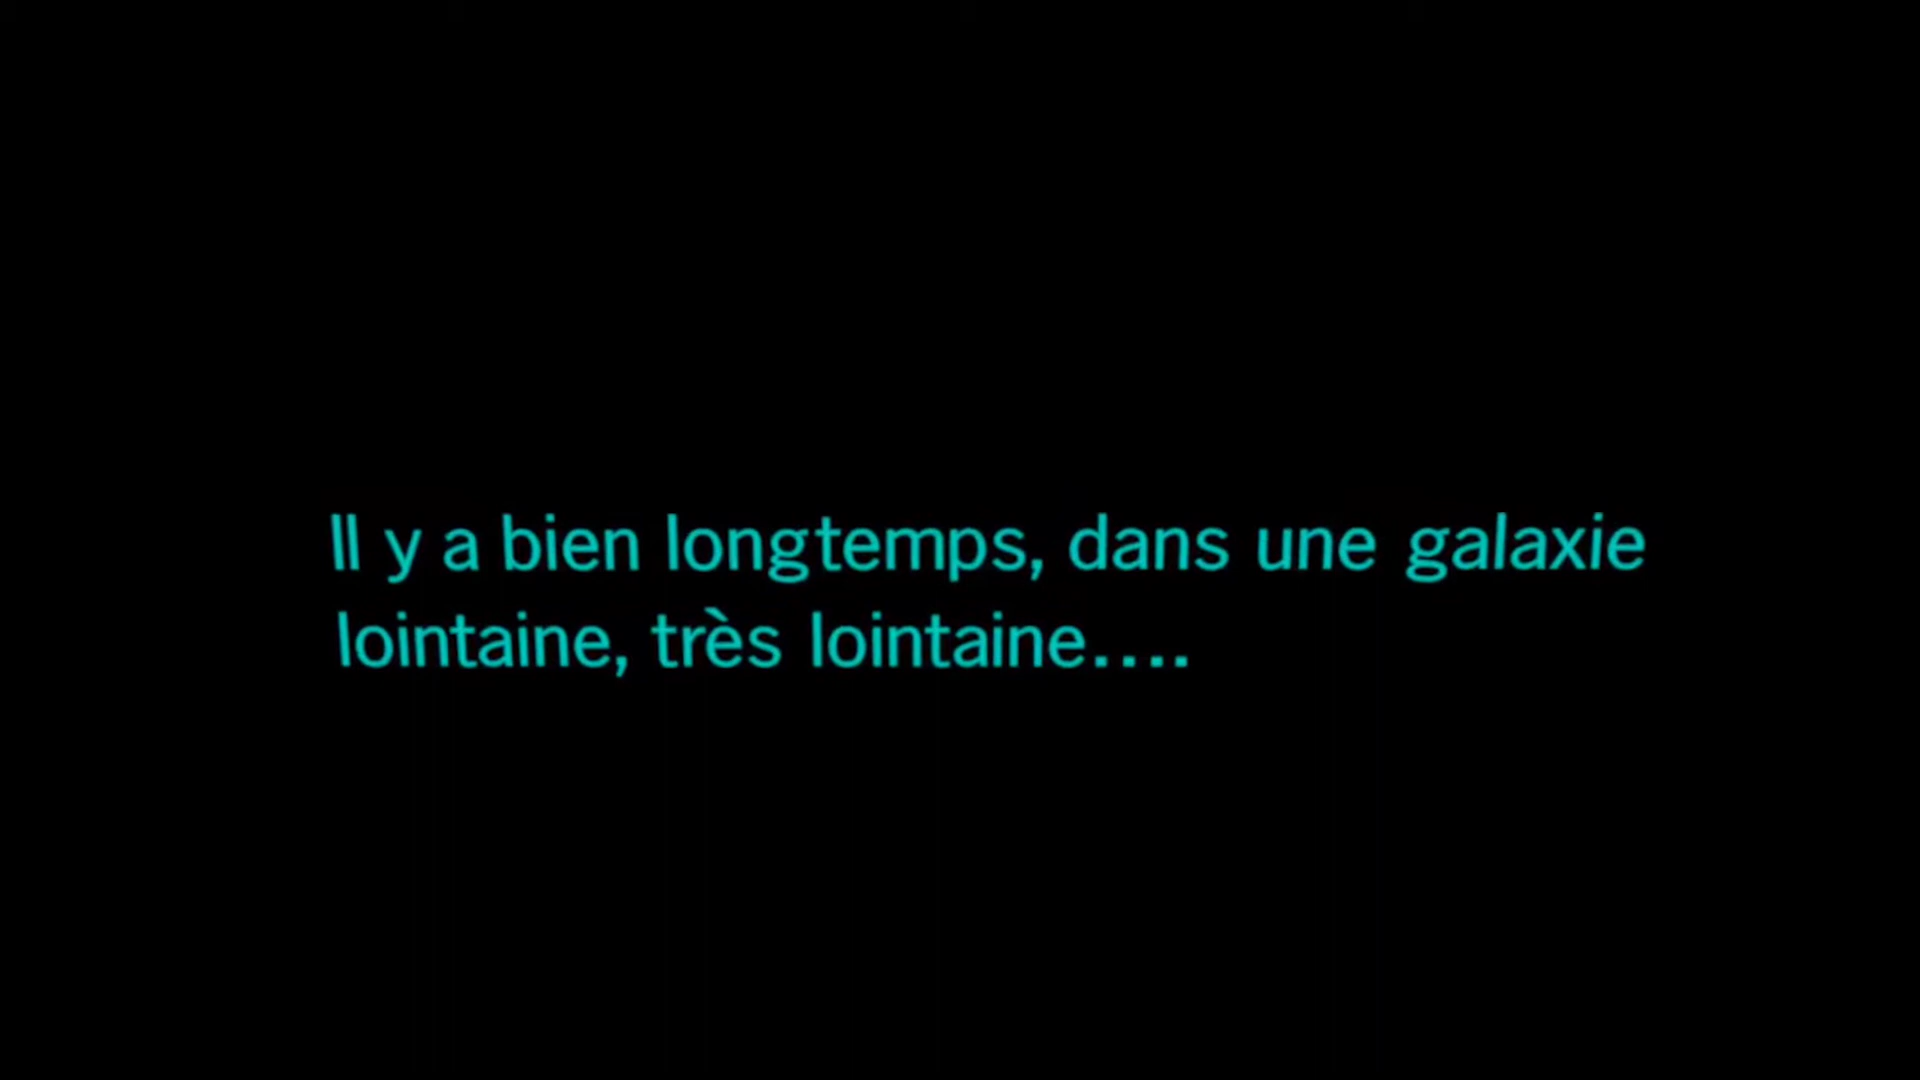 Il y a bien longtemps, dans une galaxie
lointaine, très lointaine....